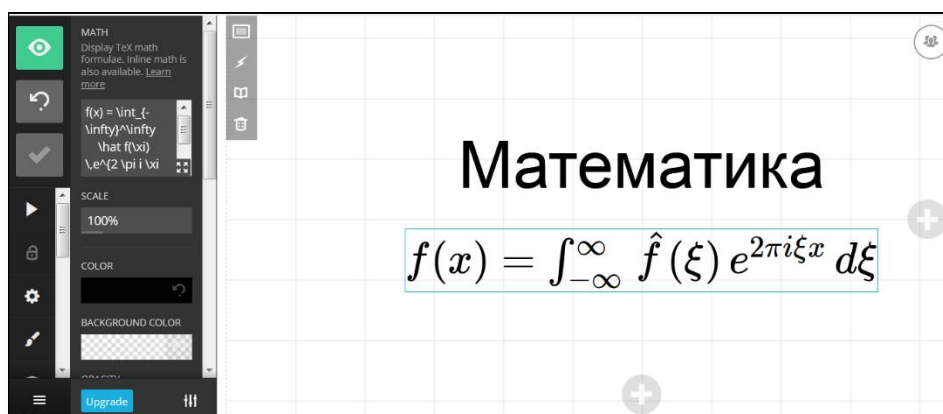 MATH
Display TeX math
formulae. Inline math is
also available. Learn
more
f(x) = \int_{-
\infty}^\infty
\hat f(\xi)
\,e^{2 \pi i \xi
SCALE
100%
COLOR
BACKGROUND COLOR
OPACITY
Upgrade
Математика
f(x) = ∫_{-∞}^{∞} f̂(ξ) e^{2πiξx} dξ